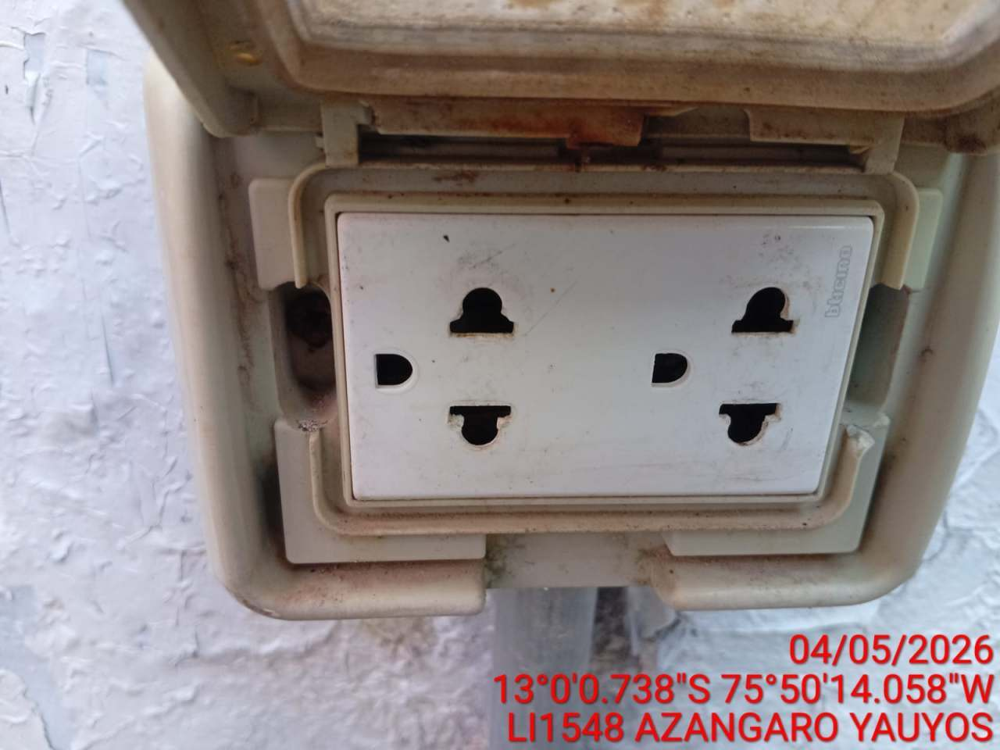 bticino
04/05/2026
13°0'0.738"S 75°50'14.058"W
LI1548 AZANGARO YAUYOS